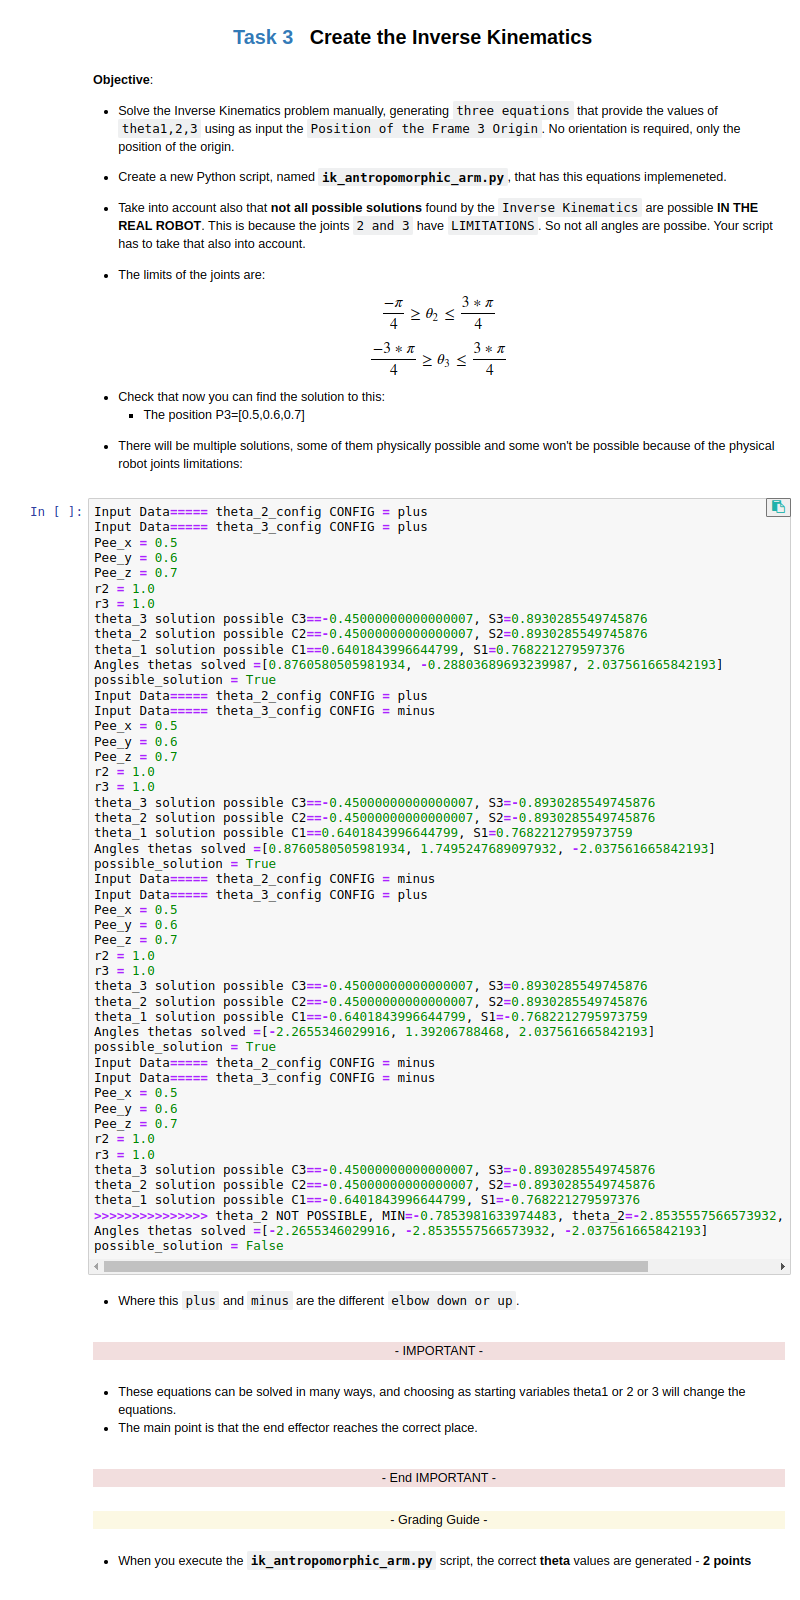 Task 3 Create the Inverse Kinematics
Objective:
• Solve the Inverse Kinematics problem manually, generating three equations that provide the values of
theta1,2,3 using as input the Position of the Frame 3 Origin. No orientation is required, only the
position of the origin.
• Create a new Python script, named ik_antropomorphic_arm.py, that has this equations implemeneted.
• Take into account also that not all possible solutions found by the Inverse Kinematics are possible IN THE
REAL ROBOT. This is because the joints 2 and 3 have LIMITATIONS. So not all angles are possibe. Your script
has to take that also into account.
• The limits of the joints are:
−π/4 ≥ θ2 ≤ 3 ∗ π/4
−3 ∗ π/4 ≥ θ3 ≤ 3 ∗ π/4
• Check that now you can find the solution to this:
▪ The position P3=[0.5,0.6,0.7]
• There will be multiple solutions, some of them physically possible and some won't be possible because of the physical
robot joints limitations:
In [ ]:
Input Data===== theta_2_config CONFIG = plus
Input Data===== theta_3_config CONFIG = plus
Pee_x = 0.5
Pee_y = 0.6
Pee_z = 0.7
r2 = 1.0
r3 = 1.0
theta_3 solution possible C3==-0.45000000000000007, S3=0.8930285549745876
theta_2 solution possible C2==-0.45000000000000007, S2=0.8930285549745876
theta_1 solution possible C1==0.6401843996644799, S1=0.768221279597376
Angles thetas solved =[0.8760580505981934, -0.28803689693239987, 2.037561665842193]
possible_solution = True
Input Data===== theta_2_config CONFIG = plus
Input Data===== theta_3_config CONFIG = minus
Pee_x = 0.5
Pee_y = 0.6
Pee_z = 0.7
r2 = 1.0
r3 = 1.0
theta_3 solution possible C3==-0.45000000000000007, S3=-0.8930285549745876
theta_2 solution possible C2==-0.45000000000000007, S2=-0.8930285549745876
theta_1 solution possible C1==0.6401843996644799, S1=0.7682212795973759
Angles thetas solved =[0.8760580505981934, 1.7495247689097932, -2.037561665842193]
possible_solution = True
Input Data===== theta_2_config CONFIG = minus
Input Data===== theta_3_config CONFIG = plus
Pee_x = 0.5
Pee_y = 0.6
Pee_z = 0.7
r2 = 1.0
r3 = 1.0
theta_3 solution possible C3==-0.45000000000000007, S3=0.8930285549745876
theta_2 solution possible C2==-0.45000000000000007, S2=0.8930285549745876
theta_1 solution possible C1==-0.6401843996644799, S1=-0.7682212795973759
Angles thetas solved =[-2.2655346029916, 1.39206788468, 2.037561665842193]
possible_solution = True
Input Data===== theta_2_config CONFIG = minus
Input Data===== theta_3_config CONFIG = minus
Pee_x = 0.5
Pee_y = 0.6
Pee_z = 0.7
r2 = 1.0
r3 = 1.0
theta_3 solution possible C3==-0.45000000000000007, S3=-0.8930285549745876
theta_2 solution possible C2==-0.45000000000000007, S2=-0.8930285549745876
theta_1 solution possible C1==-0.6401843996644799, S1=-0.768221279597376
>>>>>>>>>>>>>>> theta_2 NOT POSSIBLE, MIN=-0.7853981633974483, theta_2=-2.8535557566573932,
Angles thetas solved =[-2.2655346029916, -2.8535557566573932, -2.037561665842193]
possible_solution = False
• Where this plus and minus are the different elbow down or up.
- IMPORTANT -
• These equations can be solved in many ways, and choosing as starting variables theta1 or 2 or 3 will change the
equations.
• The main point is that the end effector reaches the correct place.
- End IMPORTANT -
- Grading Guide -
• When you execute the ik_antropomorphic_arm.py script, the correct theta values are generated - 2 points